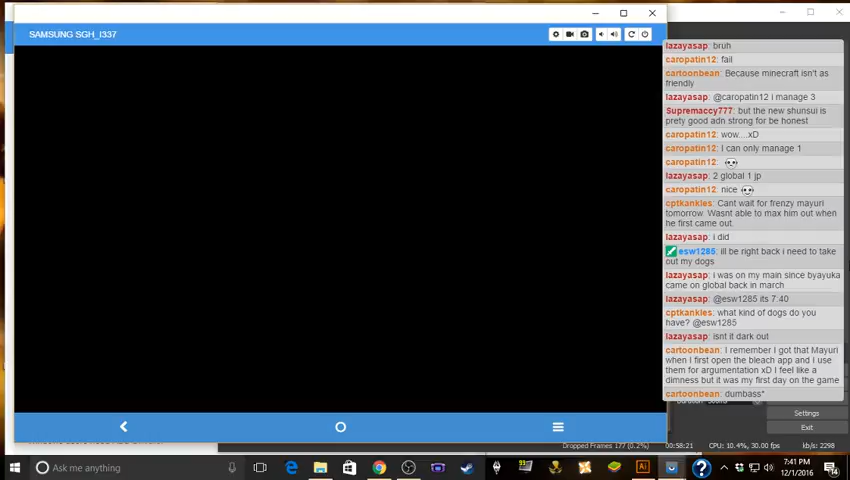 SAMSUNG SGH_I337
lazayasap: bruh
caropatin12: fail
cartoonbean: Because minecraft isn't as
friendly
lazayasap: @caropatin12 i manage 3
Supremaccy777: but the new shunsui is
prety good adn strong for be honest
caropatin12: wow....xD
caropatin12: I can only manage 1
caropatin12:
lazayasap: 2 global 1 jp
caropatin12: nice
cptkankles: Cant wait for frenzy mayuri
tomorrow. Wasnt able to max him out when
he first came out.
lazayasap: i did
esw1285: ill be right back i need to take
out my dogs
lazayasap: i was on my main since byayuka
came on global back in march
lazayasap: @esw1285 its 7:40
cptkankles: what kind of dogs do you
have? @esw1285
lazayasap: isnt it dark out
cartoonbean: I remember I got that Mayuri
when I first open the bleach app and I use
them for argumentation xD I feel like a
dimness but it was my first day on the game
cartoonbean: dumbass*
Settings
Exit
Dropped Frames 177 (0.2%)
00:58:21
CPU: 10.4%, 30.00 fps
kb/s: 2298
Ask me anything
99
Ai
7:41 PM
12/1/2016